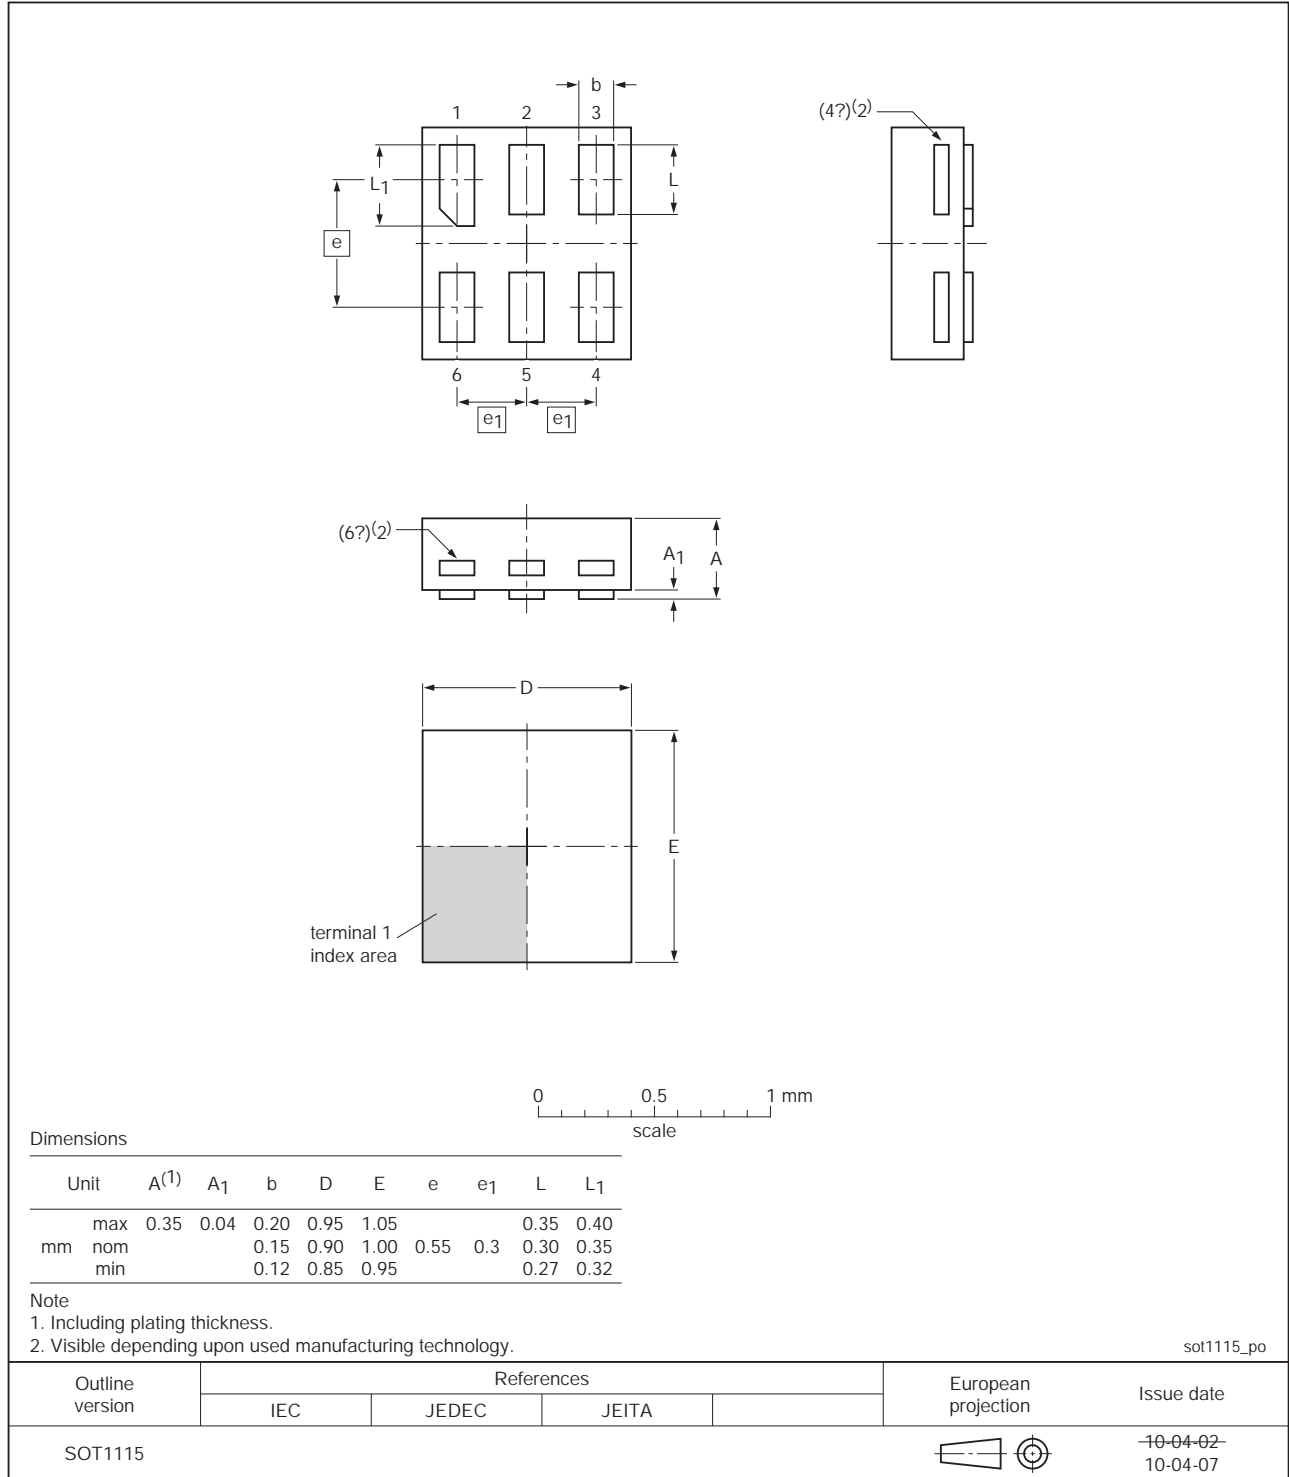 b
1 2 3
(4?)(2)
L1
L
e
6 5 4
e1 e1
(6?)(2)
A1
A
D
E
terminal 1
index area
0 0.5 1 mm
scale
Dimensions
Unit A(1) A1 b D E e e1 L L1
max 0.35 0.04 0.20 0.95 1.05 0.35 0.40
mm nom 0.15 0.90 1.00 0.55 0.3 0.30 0.35
min 0.12 0.85 0.95 0.27 0.32
Note
1. Including plating thickness.
2. Visible depending upon used manufacturing technology.
sot1115_po
Outline version
References
IEC JEDEC JEITA
European projection
Issue date
SOT1115
10-04-02
10-04-07